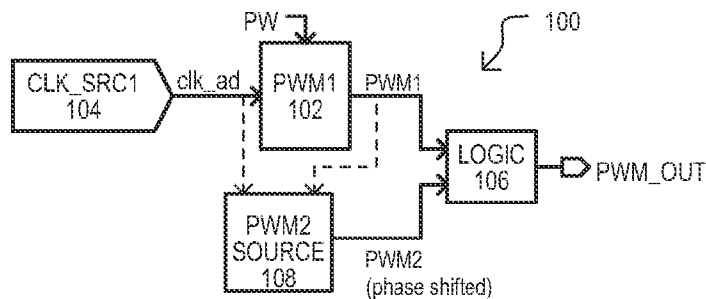 PW
100
CLK_SRC1
104
clk_ad
PWM1
102
PWM1
LOGIC
106
PWM_OUT
PWM2
SOURCE
108
PWM2
(phase shifted)